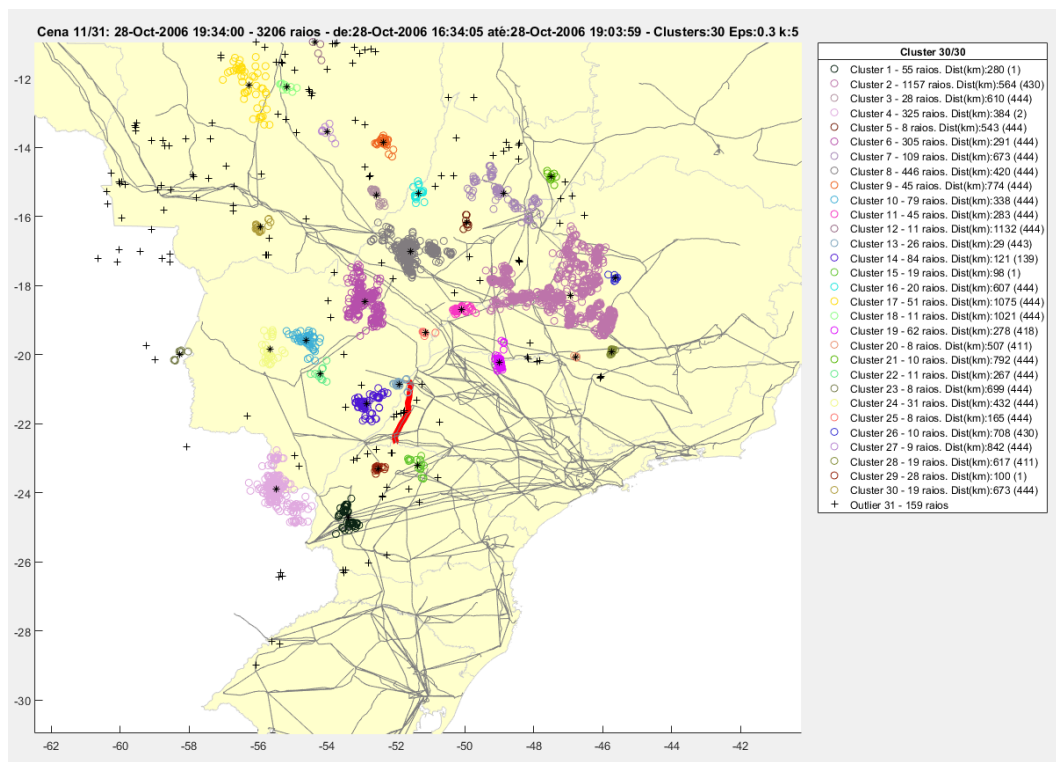 Cena 11/31: 28-Oct-2006 19:34:00 - 3206 raios - de:28-Oct-2006 16:34:05 até:28-Oct-2006 19:03:59 - Clusters:30 Eps:0.3 k:5
-12
-14
-16
-18
-20
-22
-24
-26
-28
-30
-62 -60 -58 -56 -54 -52 -50 -48 -46 -44 -42
Cluster 30/30
Cluster 1 - 55 raios. Dist(km):280 (1)
Cluster 2 - 1157 raios. Dist(km):564 (430)
Cluster 3 - 28 raios. Dist(km):610 (444)
Cluster 4 - 325 raios. Dist(km):384 (2)
Cluster 5 - 8 raios. Dist(km):543 (444)
Cluster 6 - 305 raios. Dist(km):291 (444)
Cluster 7 - 109 raios. Dist(km):673 (444)
Cluster 8 - 446 raios. Dist(km):420 (444)
Cluster 9 - 45 raios. Dist(km):774 (444)
Cluster 10 - 79 raios. Dist(km):338 (444)
Cluster 11 - 45 raios. Dist(km):283 (444)
Cluster 12 - 11 raios. Dist(km):1132 (444)
Cluster 13 - 26 raios. Dist(km):29 (443)
Cluster 14 - 84 raios. Dist(km):121 (139)
Cluster 15 - 19 raios. Dist(km):98 (1)
Cluster 16 - 20 raios. Dist(km):607 (444)
Cluster 17 - 51 raios. Dist(km):1075 (444)
Cluster 18 - 11 raios. Dist(km):1021 (444)
Cluster 19 - 62 raios. Dist(km):278 (418)
Cluster 20 - 8 raios. Dist(km):507 (411)
Cluster 21 - 10 raios. Dist(km):792 (444)
Cluster 22 - 11 raios. Dist(km):267 (444)
Cluster 23 - 8 raios. Dist(km):699 (444)
Cluster 24 - 31 raios. Dist(km):432 (444)
Cluster 25 - 8 raios. Dist(km):165 (444)
Cluster 26 - 10 raios. Dist(km):708 (430)
Cluster 27 - 9 raios. Dist(km):842 (444)
Cluster 28 - 19 raios. Dist(km):617 (411)
Cluster 29 - 28 raios. Dist(km):100 (1)
Cluster 30 - 19 raios. Dist(km):673 (444)
Outlier 31 - 159 raios